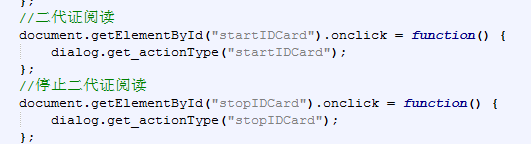 };
//二代证阅读
document.getElementById("startIDCard").onclick = function() {
dialog.get_actionType("startIDCard");
};
//停止二代证阅读
document.getElementById("stopIDCard").onclick = function() {
dialog.get_actionType("stopIDCard");
};